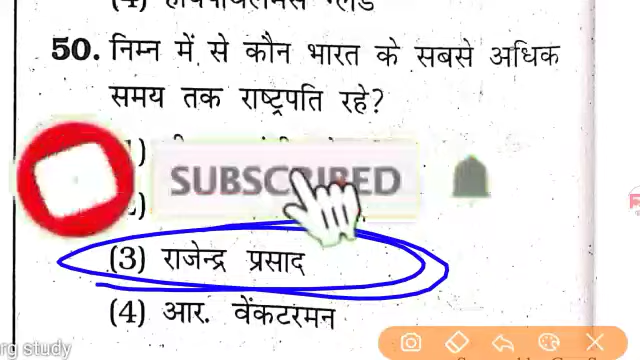 50. निम्न में से कौन भारत के सबसे अधिक
समय तक राष्ट्रपति रहे?
SUBSCRIBED
(3) राजेन्द्र प्रसाद
(4) आर. वेंकटरमन
rg study